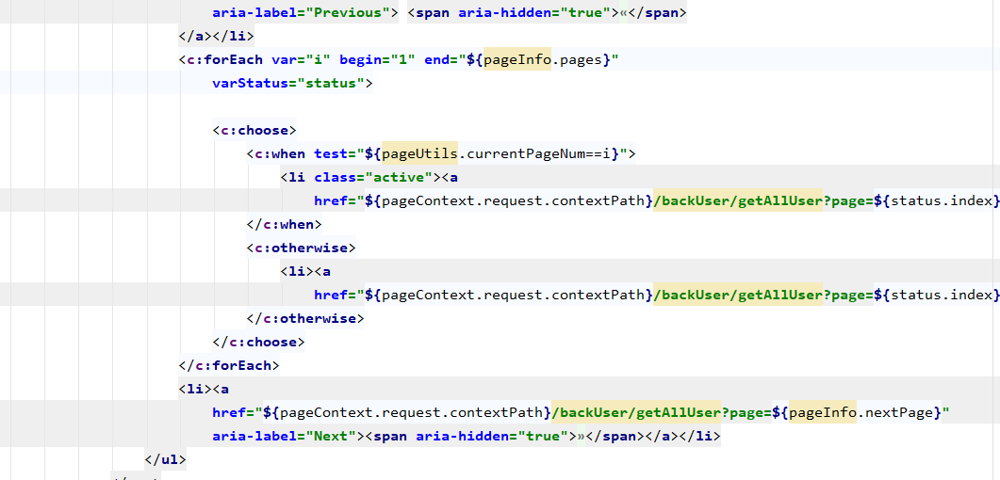 aria-label="Previous"> <span aria-hidden="true">«</span>
</a></li>
<c:forEach var="i" begin="1" end="${pageInfo.pages}"
varStatus="status">
<c:choose>
<c:when test="${pageUtils.currentPageNum==i}">
<li class="active"><a
href="${pageContext.request.contextPath}/backUser/getAllUser?page=${status.index}
</c:when>
<c:otherwise>
<li><a
href="${pageContext.request.contextPath}/backUser/getAllUser?page=${status.index}
</c:otherwise>
</c:choose>
</c:forEach>
<li><a
href="${pageContext.request.contextPath}/backUser/getAllUser?page=${pageInfo.nextPage}"
aria-label="Next"><span aria-hidden="true">»</span></a></li>
</ul>